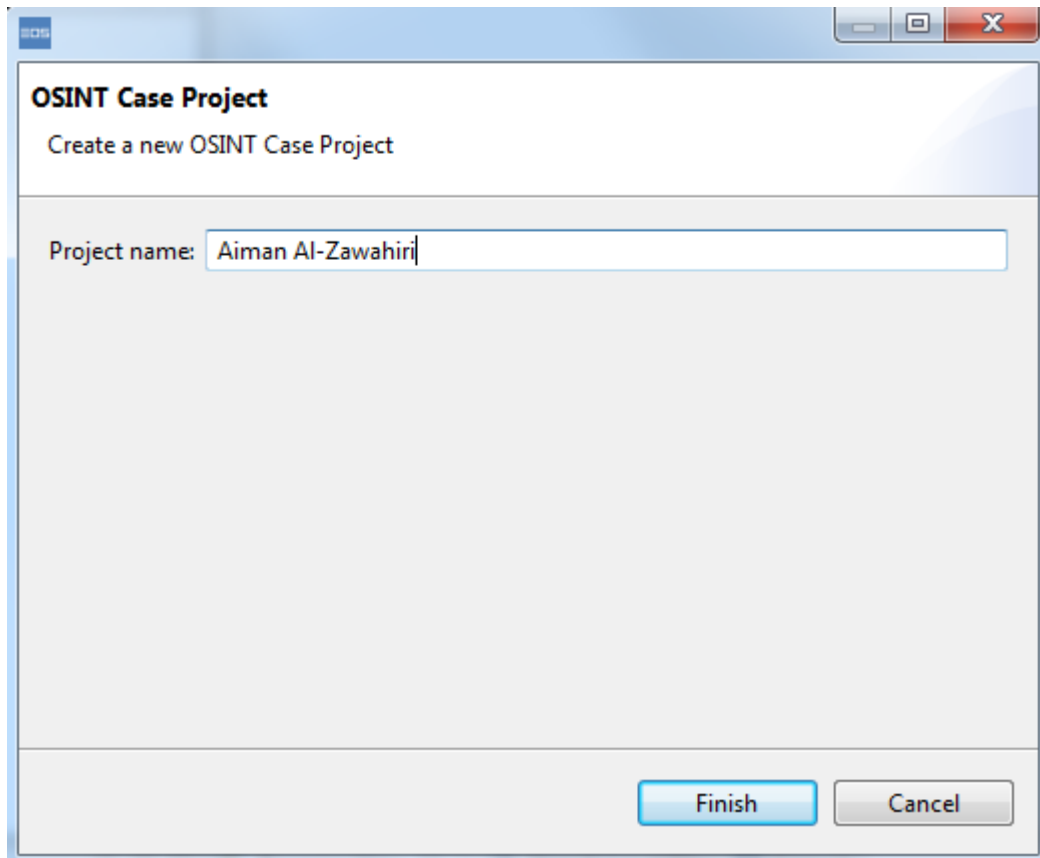 OSINT Case Project
Create a new OSINT Case Project
Project name: Aiman Al-Zawahiri
Finish Cancel